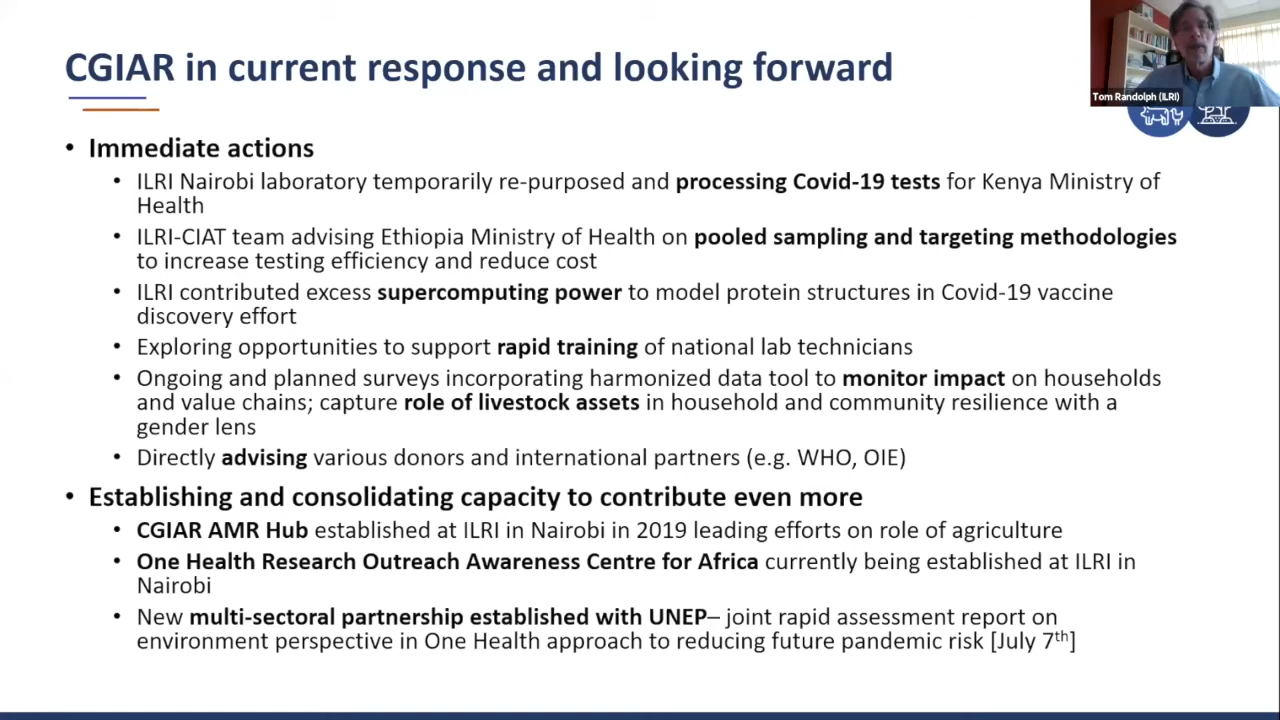 CGIAR in current response and looking forward
Tom Randolph (ILRI)
• Immediate actions
• ILRI Nairobi laboratory temporarily re-purposed and processing Covid-19 tests for Kenya Ministry of
Health
• ILRI-CIAT team advising Ethiopia Ministry of Health on pooled sampling and targeting methodologies
to increase testing efficiency and reduce cost
• ILRI contributed excess supercomputing power to model protein structures in Covid-19 vaccine
discovery effort
• Exploring opportunities to support rapid training of national lab technicians
• Ongoing and planned surveys incorporating harmonized data tool to monitor impact on households
and value chains; capture role of livestock assets in household and community resilience with a
gender lens
• Directly advising various donors and international partners (e.g. WHO, OIE)
• Establishing and consolidating capacity to contribute even more
• CGIAR AMR Hub established at ILRI in Nairobi in 2019 leading efforts on role of agriculture
• One Health Research Outreach Awareness Centre for Africa currently being established at ILRI in
Nairobi
• New multi-sectoral partnership established with UNEP– joint rapid assessment report on
environment perspective in One Health approach to reducing future pandemic risk [July 7th]